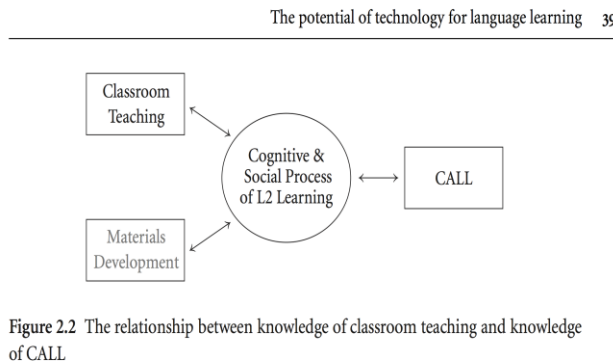 The potential of technology for language learning 39
Classroom
Teaching
Cognitive &
Social Process
of L2 Learning
CALL
Materials
Development
Figure 2.2 The relationship between knowledge of classroom teaching and knowledge
of CALL